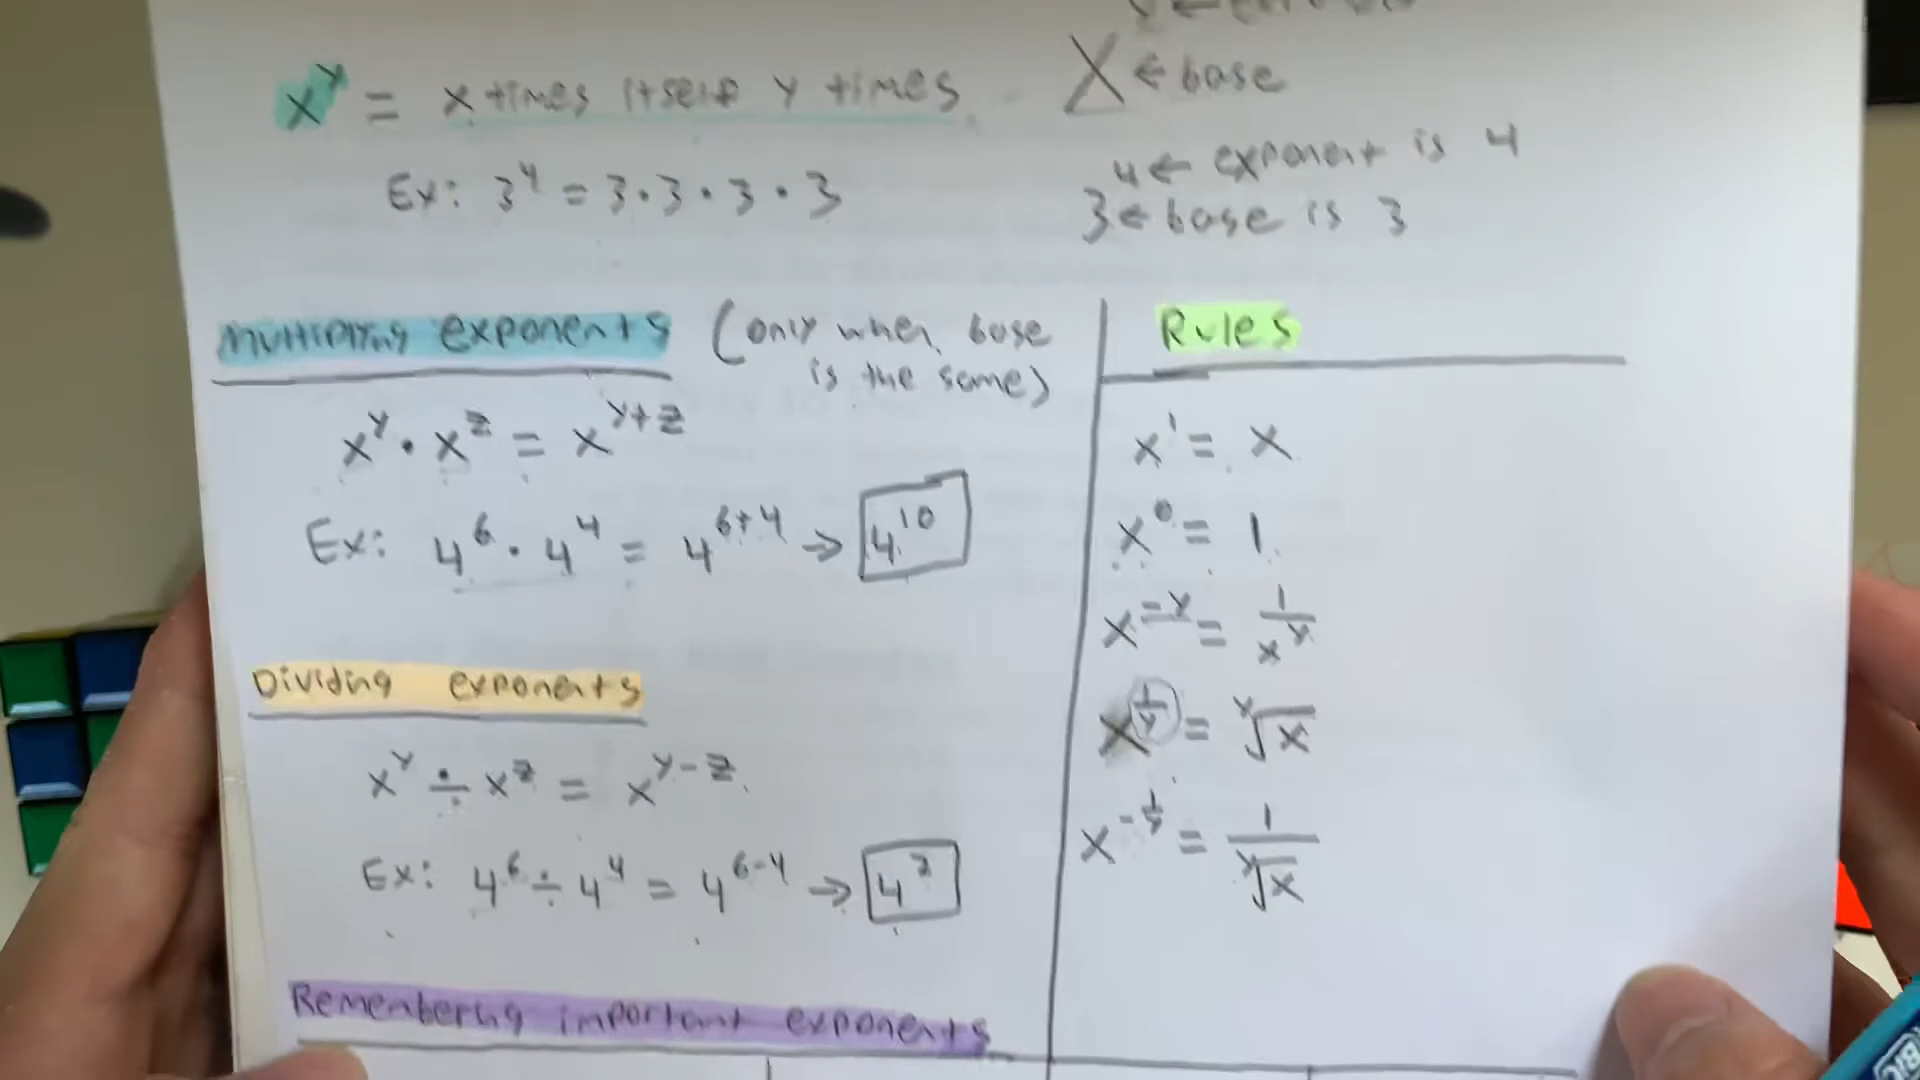 x^y = x times itself y times
Ex: 3^4 = 3 · 3 · 3 · 3
X ← base
4 ← exponent is 4
3 ← base is 3
Multiplying exponents (only when base
is the same)
x^y · x^z = x^(y+z)
Ex: 4^6 · 4^4 = 4^(6+4) → 4^10
Dividing exponents
x^y ÷ x^z = x^(y-z)
Ex: 4^6 ÷ 4^4 = 4^(6-4) → 4^2
Remembering important exponents
Rules
x^1 = x
x^0 = 1
x^(-y) = 1/x^y
x^(1/y) = ʸ√x
x^(-1/y) = 1/ʸ√x
BIC